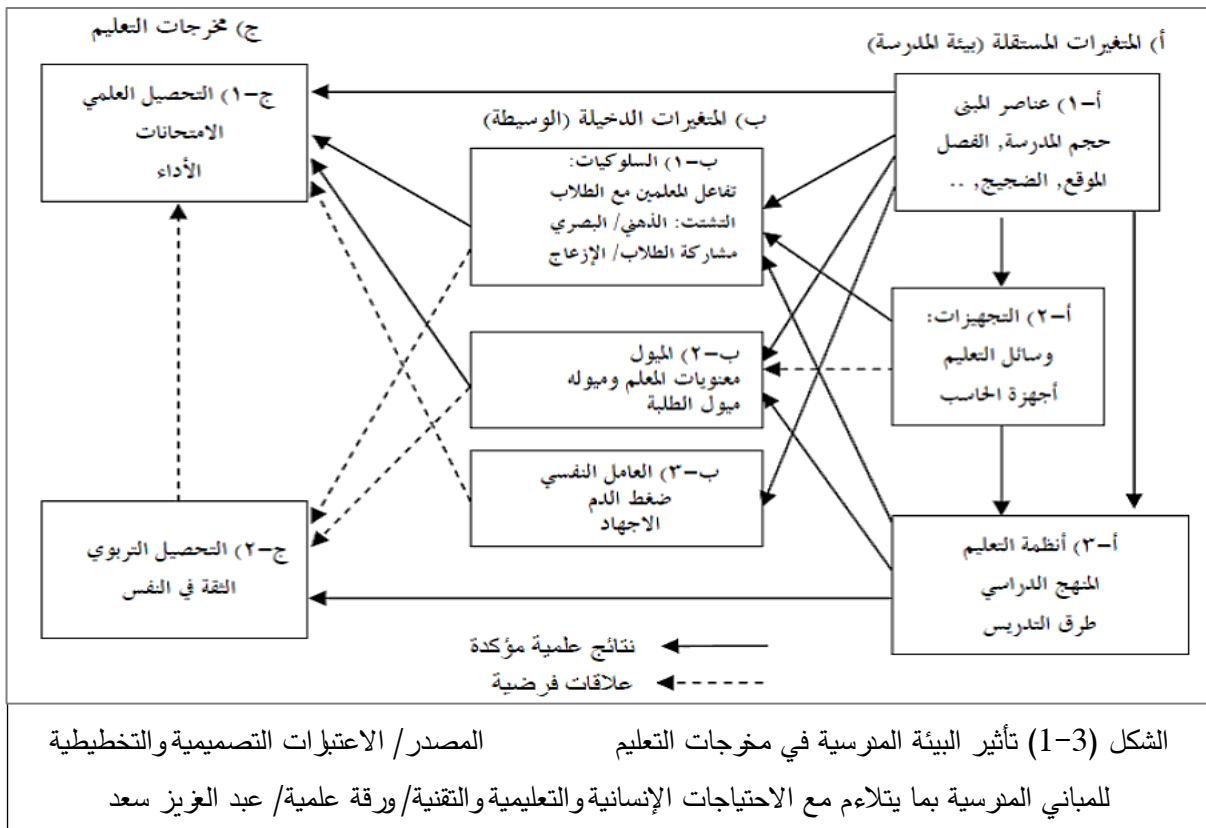 أ) المتغيرات المستقلة (بيئة المدرسة)
أ-١) عناصر المبنى
حجم المدرسة, الفصل
الموقع, الضجيج, ..
أ-٢) التجهيزات:
وسائل التعليم
أجهزة الحاسب
أ-٣) أنظمة التعليم
المنهج الدراسي
طرق التدريس
ب) المتغيرات الدخيلة (الوسيطة)
ب-١) السلوكيات:
تفاعل المعلمين مع الطلاب
التشتت: الذهني/ البصري
مشاركة الطلاب/ الإزعاج
ب-٢) الميول
معنويات المعلم وميوله
ميول الطلبة
ب-٣) العامل النفسي
ضغط الدم
الاجهاد
ج) مخرجات التعليم
ج-١) التحصيل العلمي
الامتحانات
الأداء
ج-٢) التحصيل التربوي
الثقة في النفس
نتائج علمية مؤكدة
علاقات فرضية
الشكل (3-1) تأثير البيئة المدرسية في مخرجات التعليم المصدر/ الاعتبارات التصميمية والتخطيطية
للمباني المدرسية بما يتلاءم مع الاحتياجات الإنسانية والتعليمية والتقنية/ ورقة علمية/ عبد العزيز سعد